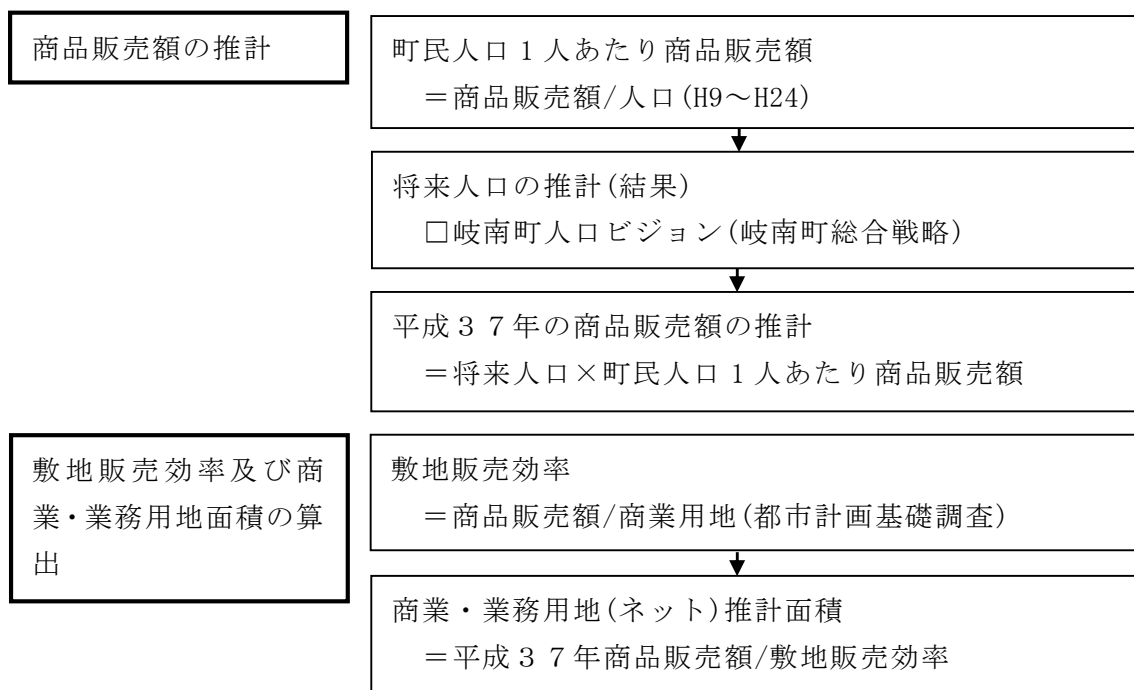 商品販売額の推計
町民人口1人あたり商品販売額
＝商品販売額/人口(H9～H24)
将来人口の推計(結果)
□岐南町人口ビジョン(岐南町総合戦略)
平成３７年の商品販売額の推計
＝将来人口×町民人口1人あたり商品販売額
敷地販売効率及び商
業・業務用地面積の算
出
敷地販売効率
＝商品販売額/商業用地(都市計画基礎調査)
商業・業務用地(ネット)推計面積
＝平成３７年商品販売額/敷地販売効率